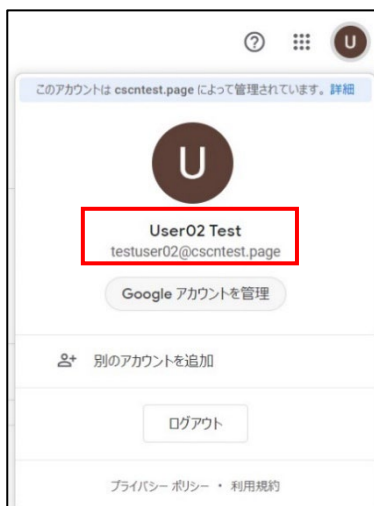 U
このアカウントは cscntest.page によって管理されています。 詳細
U
User02 Test
testuser02@cscntest.page
Google アカウントを管理
別のアカウントを追加
ログアウト
プライバシー ポリシー ・ 利用規約